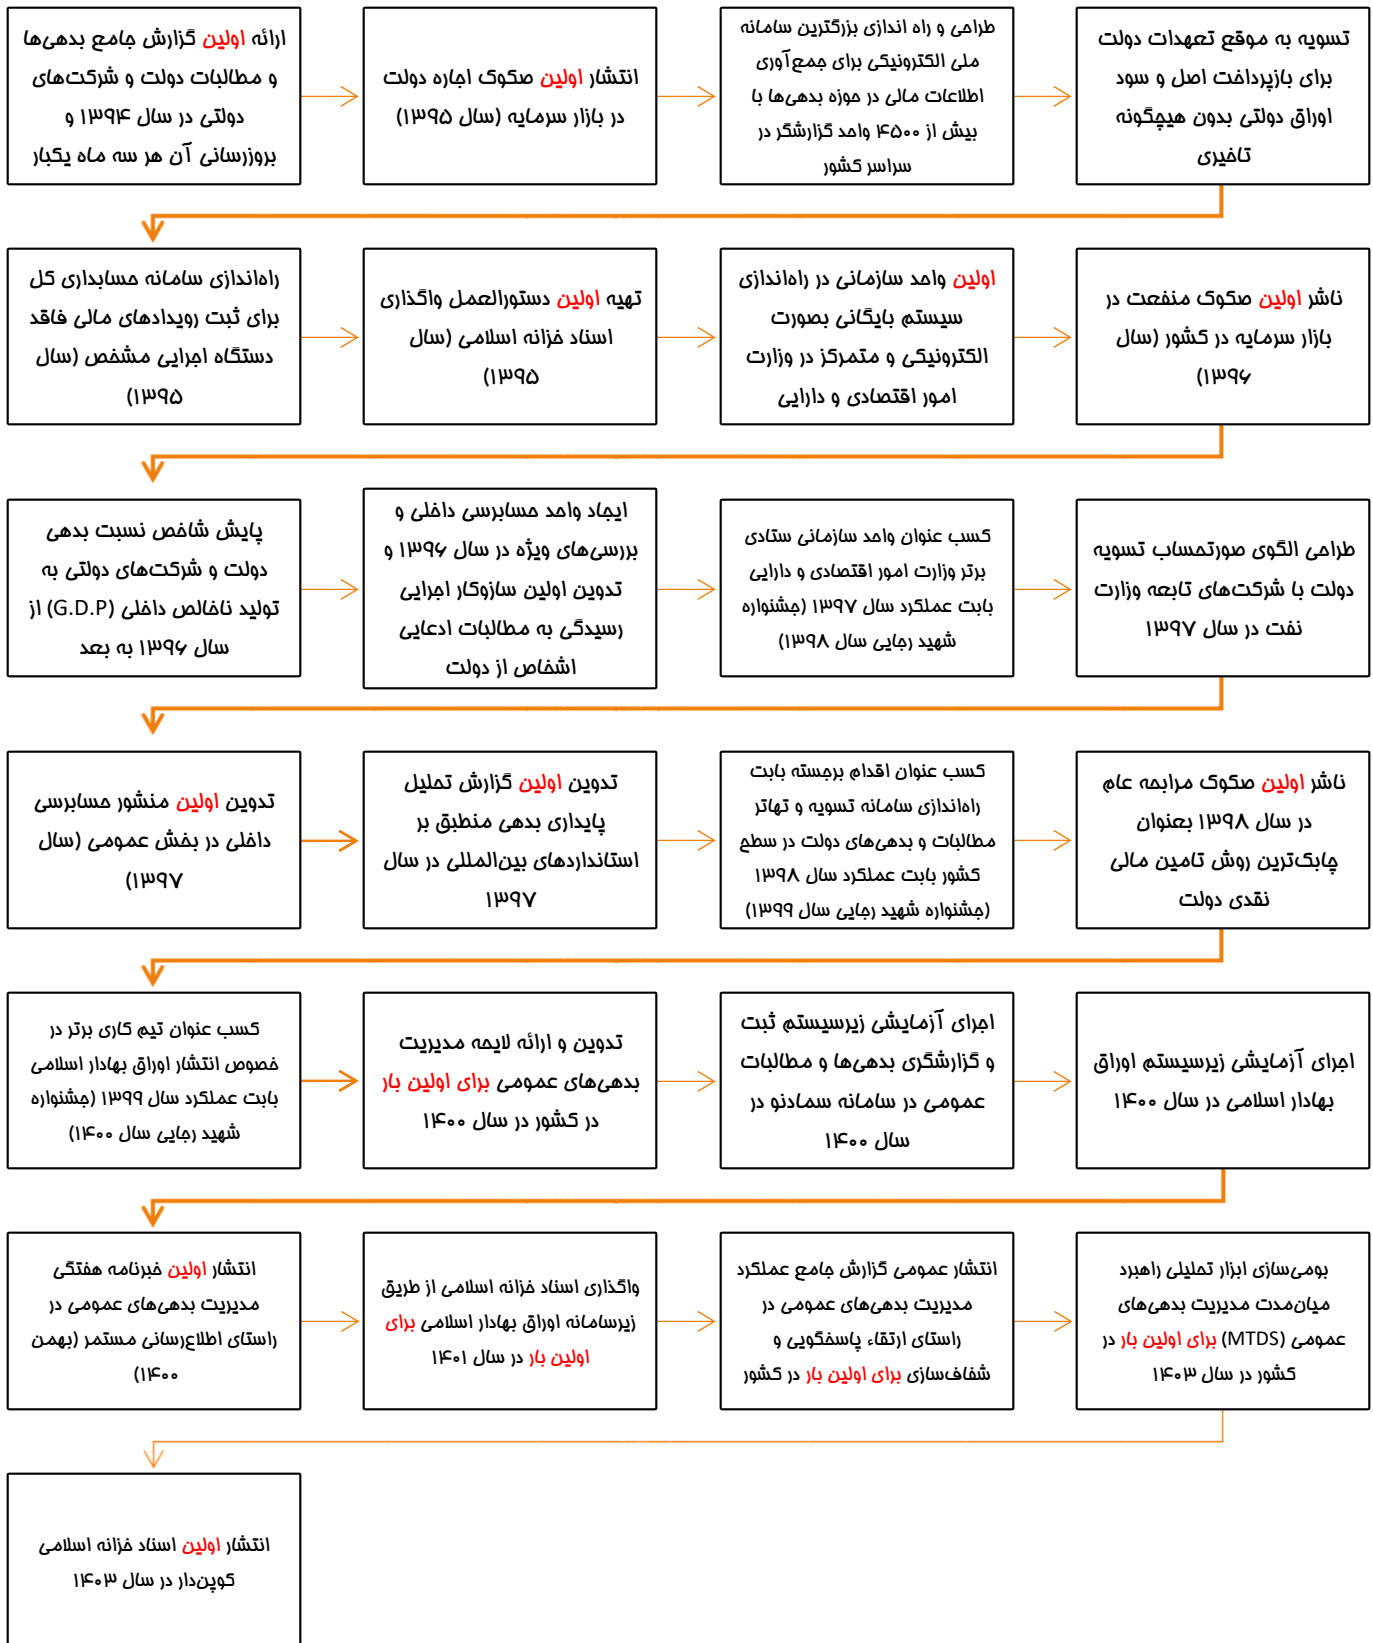 ارائه اولین گزارش جامع بدهی‌ها
و مطالبات دولت و شرکت‌های
دولتی در سال ۱۳۹۴ و
بروزرسانی آن هر سه ماه یکبار
انتشار اولین صکوک اجاره دولت
در بازار سرمایه (سال ۱۳۹۵)
طراحی و راه اندازی بزرگترین سامانه
ملی الکترونیکی برای جمع‌آوری
اطلاعات مالی در حوزه بدهی‌ها با
بیش از ۴۵۰۰ واحد گزارشگر در
سراسر کشور
تسویه به موقع تعهدات دولت
برای بازپرداخت اصل و سود
اوراق دولتی بدون هیچگونه
تاخیری
راه‌اندازی سامانه حسابداری کل
برای ثبت رویدادهای مالی فاقد
دستگاه اجرایی مشخص (سال
۱۳۹۵)
تهیه اولین دستورالعمل واگذاری
اسناد خزانه اسلامی (سال
۱۳۹۵)
اولین واحد سازمانی در راه‌اندازی
سیستم بایگانی بصورت
الکترونیکی و متمرکز در وزارت
امور اقتصادی و دارایی
ناشر اولین صکوک منفعت در
بازار سرمایه در کشور (سال
۱۳۹۶)
پایش شاخص نسبت بدهی
دولت و شرکت‌های دولتی به
تولید ناخالص داخلی (G.D.P) از
سال ۱۳۹۶ به بعد
ایجاد واحد حسابرسی داخلی و
بررسی‌های ویژه در سال ۱۳۹۶ و
تدوین اولین سازوکار اجرایی
رسیدگی به مطالبات ادعایی
اشخاص از دولت
کسب عنوان واحد سازمانی ستادی
برتر وزارت امور اقتصادی و دارایی
بابت عملکرد سال ۱۳۹۷ (جشنواره
شهید رجایی سال ۱۳۹۸)
طراحی الگوی صورتحساب تسویه
دولت با شرکت‌های تابعه وزارت
نفت در سال ۱۳۹۷
تدوین اولین منشور حسابرسی
داخلی در بخش عمومی (سال
۱۳۹۷)
تدوین اولین گزارش تحلیل
پایداری بدهی منطبق بر
استانداردهای بین‌المللی در سال
۱۳۹۷
کسب عنوان اقدام برجسته بابت
راه‌اندازی سامانه تسویه و تهاتر
مطالبات و بدهی‌های دولت در سطح
کشور بابت عملکرد سال ۱۳۹۸
(جشنواره شهید رجایی سال ۱۳۹۹)
ناشر اولین صکوک مرابحه عام
در سال ۱۳۹۸ بعنوان
چابک‌ترین روش تامین مالی
نقدی دولت
کسب عنوان تیم کاری برتر در
خصوص انتشار اوراق بهادار اسلامی
بابت عملکرد سال ۱۳۹۹ (جشنواره
شهید رجایی سال ۱۴۰۰)
تدوین و ارائه لایحه مدیریت
بدهی‌های عمومی برای اولین بار
در کشور در سال ۱۴۰۰
اجرای آزمایشی زیرسیستم ثبت
و گزارشگری بدهی‌ها و مطالبات
عمومی در سامانه سمادنو در
سال ۱۴۰۰
اجرای آزمایشی زیرسیستم اوراق
بهادار اسلامی در سال ۱۴۰۰
انتشار اولین خبرنامه هفتگی
مدیریت بدهی‌های عمومی در
راستای اطلاع‌رسانی مستمر (بهمن
۱۴۰۰)
واگذاری اسناد خزانه اسلامی از طریق
زیرسامانه اوراق بهادار اسلامی برای
اولین بار در سال ۱۴۰۱
انتشار عمومی گزارش جامع عملکرد
مدیریت بدهی‌های عمومی در
راستای ارتقاء پاسخگویی و
شفاف‌سازی برای اولین بار در کشور
بومی‌سازی ابزار تحلیلی راهبرد
میان‌مدت مدیریت بدهی‌های
عمومی (MTDS) برای اولین بار در
کشور در سال ۱۴۰۳
انتشار اولین اسناد خزانه اسلامی
کوپن‌دار در سال ۱۴۰۳